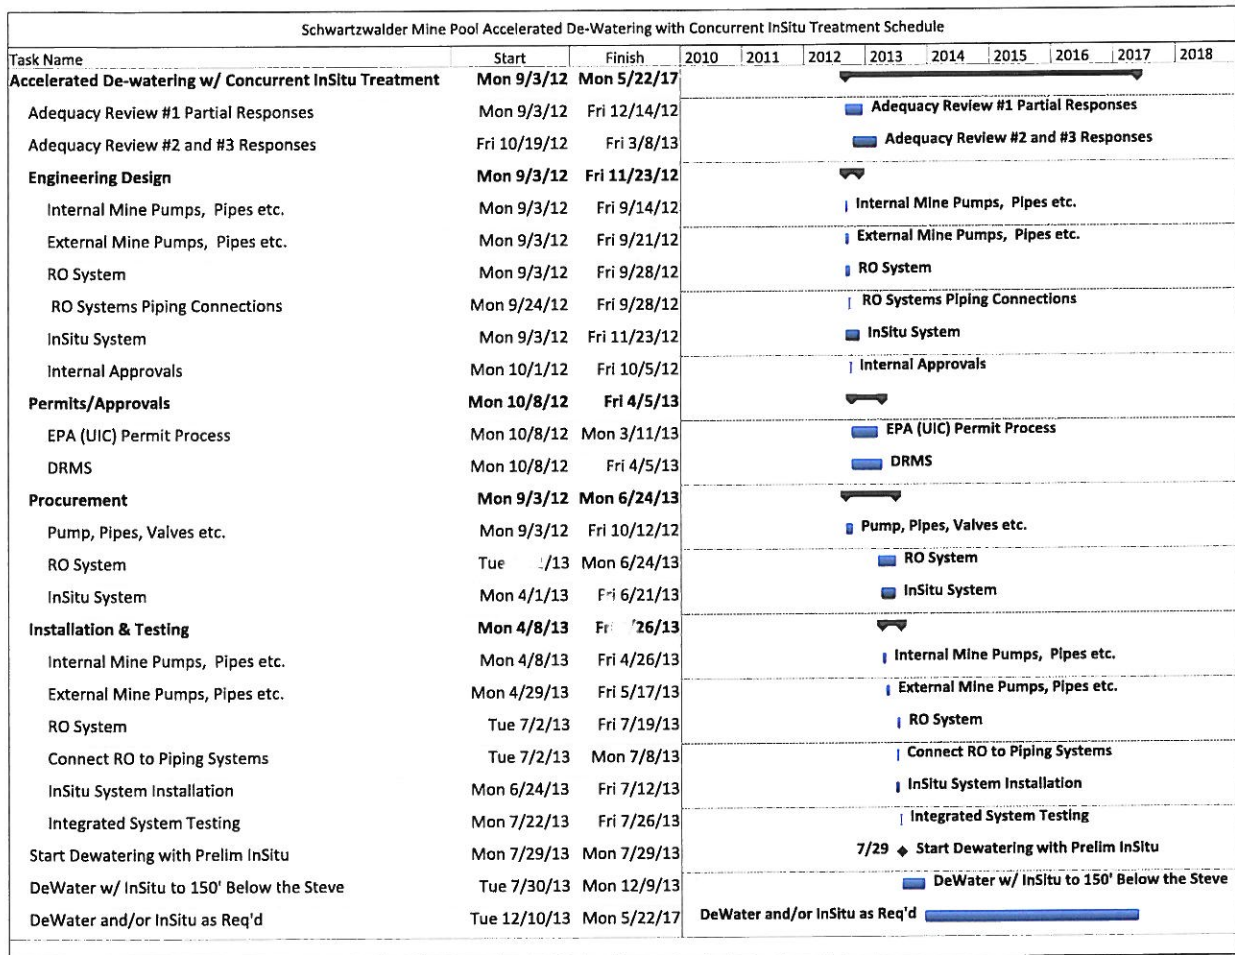 Schwartzwalder Mine Pool Accelerated De-Watering with Concurrent InSitu Treatment Schedule
Task Name Start Finish 2010 2011 2012 2013 2014 2015 2016 2017 2018
Accelerated De-watering w/ Concurrent InSitu Treatment Mon 9/3/12 Mon 5/22/17
Adequacy Review #1 Partial Responses Mon 9/3/12 Fri 12/14/12 Adequacy Review #1 Partial Responses
Adequacy Review #2 and #3 Responses Fri 10/19/12 Fri 3/8/13 Adequacy Review #2 and #3 Responses
Engineering Design Mon 9/3/12 Fri 11/23/12
Internal Mine Pumps, Pipes etc. Mon 9/3/12 Fri 9/14/12 Internal Mine Pumps, Pipes etc.
External Mine Pumps, Pipes etc. Mon 9/3/12 Fri 9/21/12 External Mine Pumps, Pipes etc.
RO System Mon 9/3/12 Fri 9/28/12 RO System
RO Systems Piping Connections Mon 9/24/12 Fri 9/28/12 RO Systems Piping Connections
InSitu System Mon 9/3/12 Fri 11/23/12 InSitu System
Internal Approvals Mon 10/1/12 Fri 10/5/12 Internal Approvals
Permits/Approvals Mon 10/8/12 Fri 4/5/13
EPA (UIC) Permit Process Mon 10/8/12 Mon 3/11/13 EPA (UIC) Permit Process
DRMS Mon 10/8/12 Fri 4/5/13 DRMS
Procurement Mon 9/3/12 Mon 6/24/13
Pump, Pipes, Valves etc. Mon 9/3/12 Fri 10/12/12 Pump, Pipes, Valves etc.
RO System Tue /13 Mon 6/24/13 RO System
InSitu System Mon 4/1/13 Fri 6/21/13 InSitu System
Installation & Testing Mon 4/8/13 /26/13
Internal Mine Pumps, Pipes etc. Mon 4/8/13 Fri 4/26/13 Internal Mine Pumps, Pipes etc.
External Mine Pumps, Pipes etc. Mon 4/29/13 Fri 5/17/13 External Mine Pumps, Pipes etc.
RO System Tue 7/2/13 Fri 7/19/13 RO System
Connect RO to Piping Systems Tue 7/2/13 Mon 7/8/13 Connect RO to Piping Systems
InSitu System Installation Mon 6/24/13 Fri 7/12/13 InSitu System Installation
Integrated System Testing Mon 7/22/13 Fri 7/26/13 Integrated System Testing
Start Dewatering with Prelim InSitu Mon 7/29/13 Mon 7/29/13 7/29 Start Dewatering with Prelim InSitu
DeWater w/ InSitu to 150' Below the Steve Tue 7/30/13 Mon 12/9/13 DeWater w/ InSitu to 150' Below the Steve
DeWater and/or InSitu as Req'd Tue 12/10/13 Mon 5/22/17 DeWater and/or InSitu as Req'd